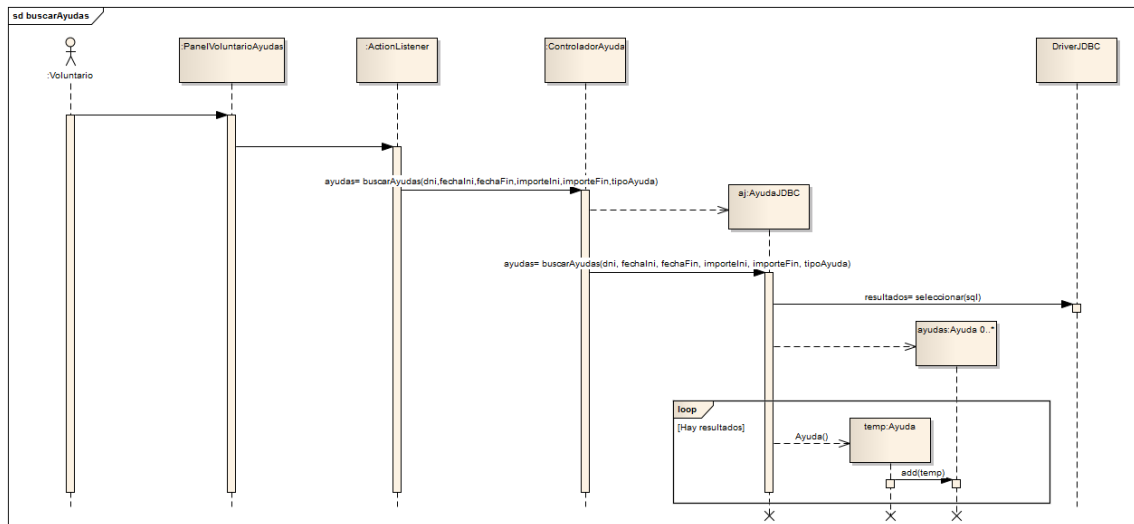 sd buscarAyudas
:Voluntario
:PanelVoluntarioAyudas
:ActionListener
:ControladorAyuda
DriverJDBC
ayudas= buscarAyudas(dni,fechaIni,fechaFin,importeIni,importeFin,tipoAyuda)
aj:AyudaJDBC
ayudas= buscarAyudas(dni, fechaIni, fechaFin, importeIni, importeFin, tipoAyuda)
resultados= seleccionar(sql)
ayudas:Ayuda 0..*
loop
[Hay resultados]
Ayuda()
temp:Ayuda
add(temp)